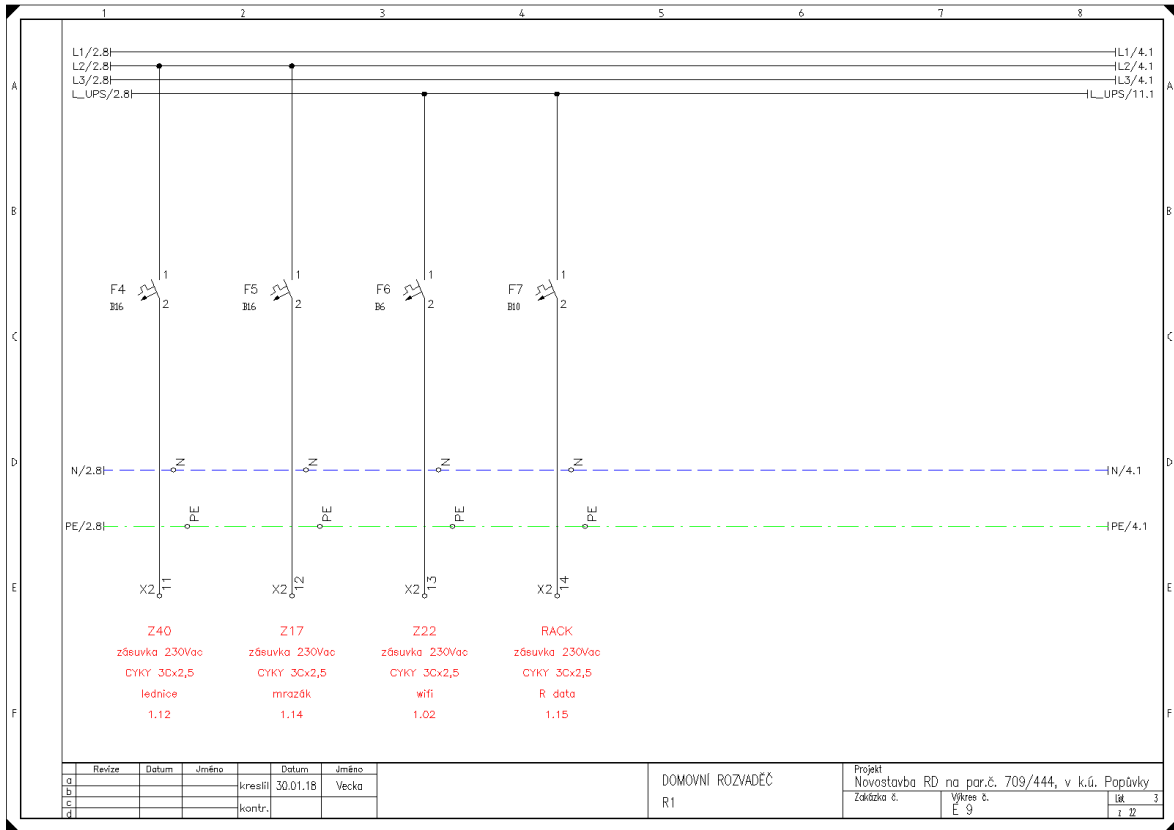 1 2 3 4 5 6 7 8
L1/2.8 L1/4.1
L2/2.8 L2/4.1
L3/2.8 L3/4.1
A A
L_UPS/2.8 L_UPS/11.1
B B
1 1 1 1
F4 F5 F6 F7
B16 B16 B6 B10
2 2 2 2
C C
N N N N
D D
N/2.8 N/4.1
PE PE PE PE
PE/2.8 PE/4.1
E E
X2 11 X2 12 X2 13 X2 14
Z40 Z17 Z22 RACK
zásuvka 230Vac zásuvka 230Vac zásuvka 230Vac zásuvka 230Vac
CYKY 3Cx2,5 CYKY 3Cx2,5 CYKY 3Cx2,5 CYKY 3Cx2,5
lednice mrazák wifi R data
1.12 1.14 1.02 1.15
F F
Revize Datum Jméno Datum Jméno
a
b
c
d
kreslil 30.01.18 Vecka
kontr.
DOMOVNÍ ROZVADĚČ
R1
Projekt
Novostavba RD na par.č. 709/444, v k.ú. Popůvky
Zakázka č. Výkres č.
E 9
List 3
z 22